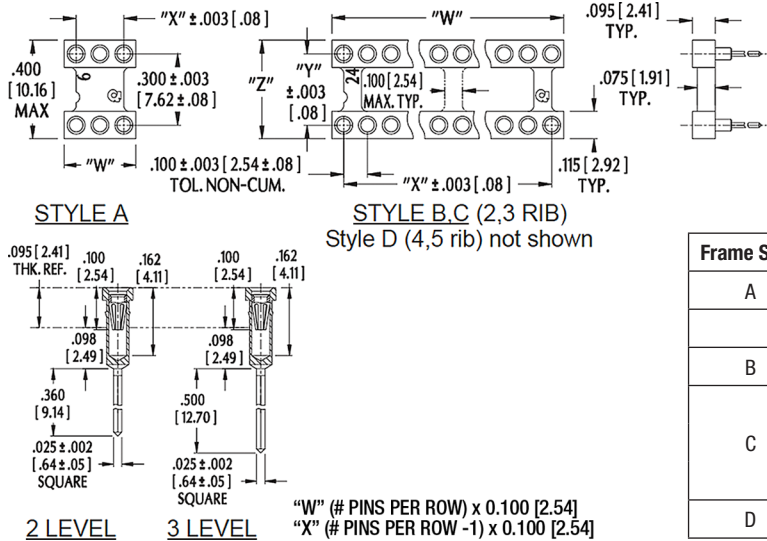 "X" ±.003 [.08]
.400
[10.16]
MAX
6
.300 ±.003
[7.62 ±.08]
"W"
STYLE A
"W"
"Z"
"Y"
±.003
[.08]
24
.100 [2.54]
MAX. TYP.
.100 ±.003 [2.54 ±.08]
TOL. NON-CUM.
"X" ±.003 [.08]
.115 [2.92]
TYP.
STYLE B,C (2,3 RIB)
Style D (4,5 rib) not shown
.095 [2.41]
TYP.
.075 [1.91]
TYP.
.095 [2.41]
THK. REF.
.100
[2.54]
.162
[4.11]
.098
[2.49]
.360
[9.14]
.025 ±.002
[.64 ±.05]
SQUARE
2 LEVEL
.100
[2.54]
.162
[4.11]
.098
[2.49]
.500
[12.70]
.025 ±.002
[.64 ±.05]
SQUARE
3 LEVEL
"W" (# PINS PER ROW) x 0.100 [2.54]
"X" (# PINS PER ROW -1) x 0.100 [2.54]
Frame S
A
B
C
D